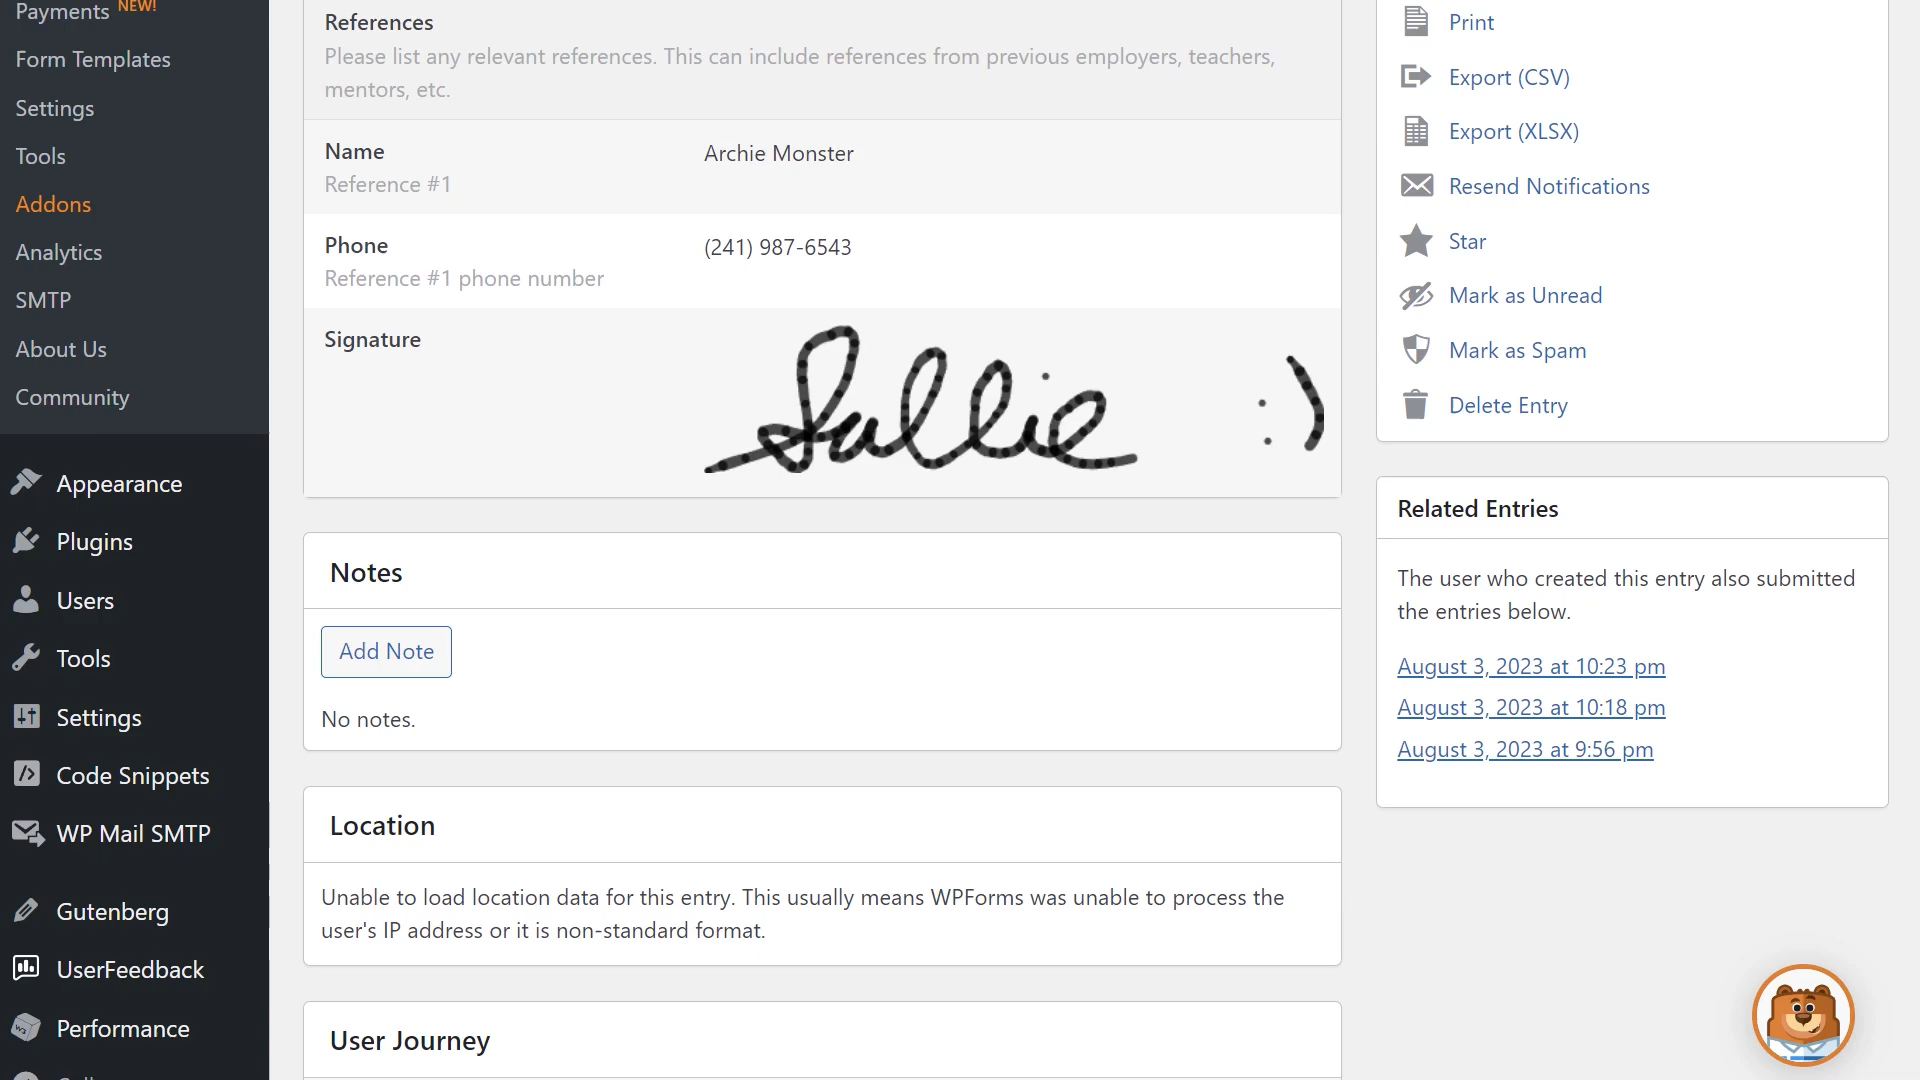 Payments NEW!
Form Templates
Settings
Tools
Addons
Analytics
SMTP
About Us
Community
Appearance
Plugins
Users
Tools
Settings
Code Snippets
WP Mail SMTP
Gutenberg
UserFeedback
Performance
References
Please list any relevant references. This can include references from previous employers, teachers,
mentors, etc.
Name
Archie Monster
Reference #1
Phone
(241) 987-6543
Reference #1 phone number
Signature
Sallie :)
Notes
Add Note
No notes.
Location
Unable to load location data for this entry. This usually means WPForms was unable to process the
user's IP address or it is non-standard format.
User Journey
Print
Export (CSV)
Export (XLSX)
Resend Notifications
Star
Mark as Unread
Mark as Spam
Delete Entry
Related Entries
The user who created this entry also submitted
the entries below.
August 3, 2023 at 10:23 pm
August 3, 2023 at 10:18 pm
August 3, 2023 at 9:56 pm